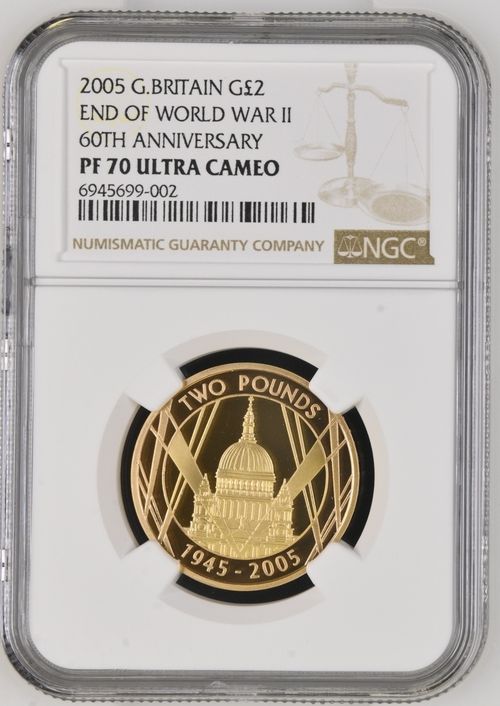 2005 G.BRITAIN G£2
END OF WORLD WAR II
60TH ANNIVERSARY
PF 70 ULTRA CAMEO
6945699-002
NUMISMATIC GUARANTY COMPANY
NGC®
TWO POUNDS
1945 - 2005